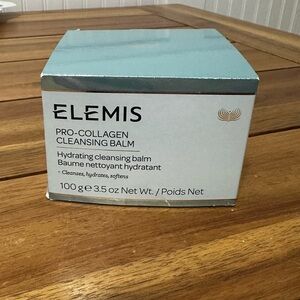 ELEMIS
PRO-COLLAGEN
CLEANSING BALM
Hydrating cleansing balm
Baume nettoyant hydratant
- Cleanses, hydrates, softens
100 g ℮ 3.5 oz Net Wt. / Poids Net